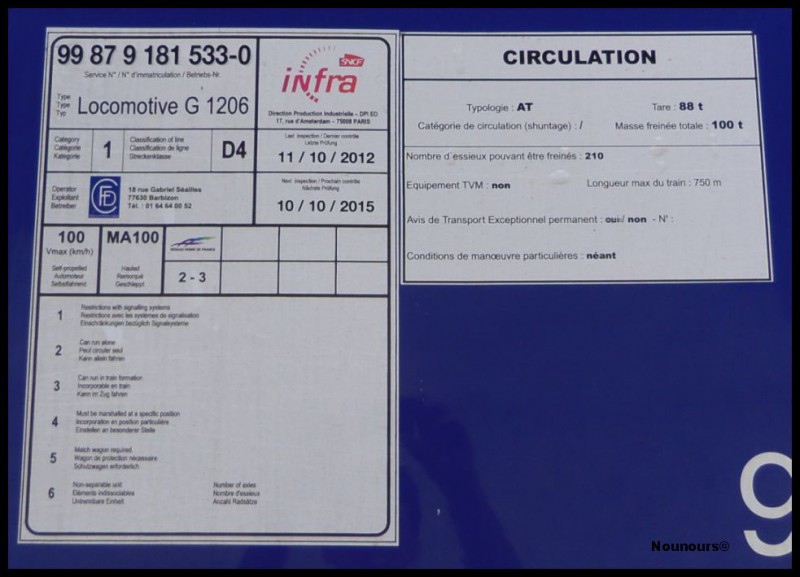 99 87 9 181 533-0
Service N° / N° d'immatriculation / Betriebs-Nr.
Type
Type
Typ
Locomotive G 1206
SNCF
infra
Direction Production Industrielle – DPI EO
17, rue d'Amsterdam – 75008 PARIS
Category
Catégorie
Kategorie
1
Classification of line
Classification de ligne
Streckenklasse
D4
Last Inspection / Dernier contrôle
Letzte Prüfung
11 / 10 / 2012
Operator
Exploitant
Betreiber
18 rue Gabriel Séailles
77630 Barbizon
Tél. : 01 64 64 00 52
Next Inspection / Prochain contrôle
Nächste Prüfung
10 / 10 / 2015
100
Vmax (km/h)
MA100
Self-propelled
Automoteur
Selbstfahrend
Hauled
Remorqué
Geschleppt
2 - 3
1
Restrictions with signalling systems
Restrictions avec les systèmes de signalisation
Einschränkungen bezüglich Signalsysteme
2
Can run alone
Peut circuler seul
Kann allein fahren
3
Can run in train formation
Incorporable en train
Kann im Zug fahren
4
Must be marshalled at a specific position
Incorporation en position particulière
Einstellen an besonderer Stelle
5
Match wagon required
Wagon de protection nécessaire
Schutzwagen erforderlich
6
Non-separable unit
Eléments indissociables
Untrennbare Einheit
Number of axles
Nombre d'essieux
Anzahl Radsätze
CIRCULATION
Typologie : AT
Tare : 88 t
Catégorie de circulation (shuntage) : /
Masse freinée totale : 100 t
Nombre d'essieux pouvant être freinés : 210
Equipement TVM : non
Longueur max du train : 750 m
Avis de Transport Exceptionnel permanent : oui / non - N° :
Conditions de manœuvre particulières : néant
9
Nounours©